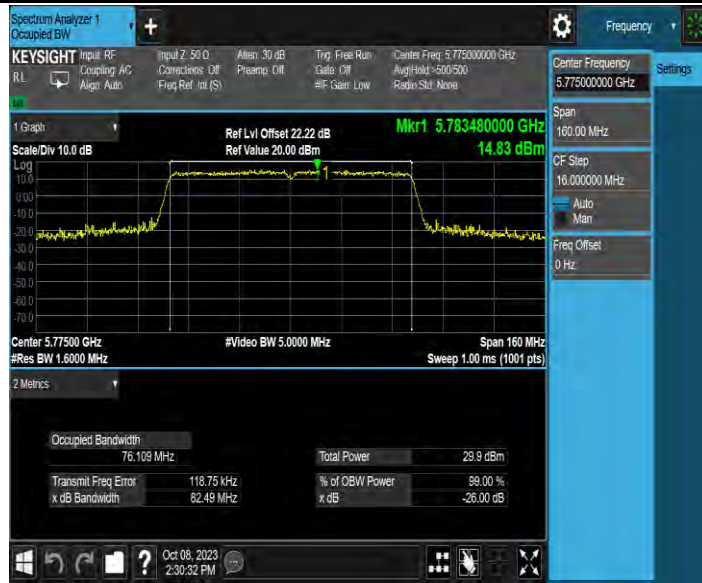 Spectrum Analyzer 1
Occupied BW
Frequency
KEYSIGHT
Input: RF
Coupling: AC
Align: Auto
Input Z: 50 Ω
Corrections: Off
Freq Ref: Int (S)
Atten: 30 dB
Preamp: Off
Trig: Free Run
Gate: Off
#IF Gain: Low
Center Freq: 5.775000000 GHz
Avg|Hold:>500/500
Radio Std: None
RL
1 Graph
Scale/Div 10.0 dB
Ref Lvl Offset 22.22 dB
Ref Value 20.00 dBm
Mkr1 5.783480000 GHz
14.83 dBm
Log
10.0
0.00
-10.0
-20.0
-30.0
-40.0
-50.0
-60.0
-70.0
1
Center 5.77500 GHz
#Res BW 1.6000 MHz
#Video BW 5.0000 MHz
Span 160 MHz
Sweep 1.00 ms (1001 pts)
2 Metrics
Occupied Bandwidth
76.109 MHz
Total Power 29.9 dBm
Transmit Freq Error 118.75 kHz
% of OBW Power 99.00 %
x dB Bandwidth 82.49 MHz
x dB -26.00 dB
Center Frequency
5.775000000 GHz
Settings
Span
160.00 MHz
CF Step
16.000000 MHz
Auto
Man
Freq Offset
0 Hz
?
Oct 08, 2023
2:30:32 PM